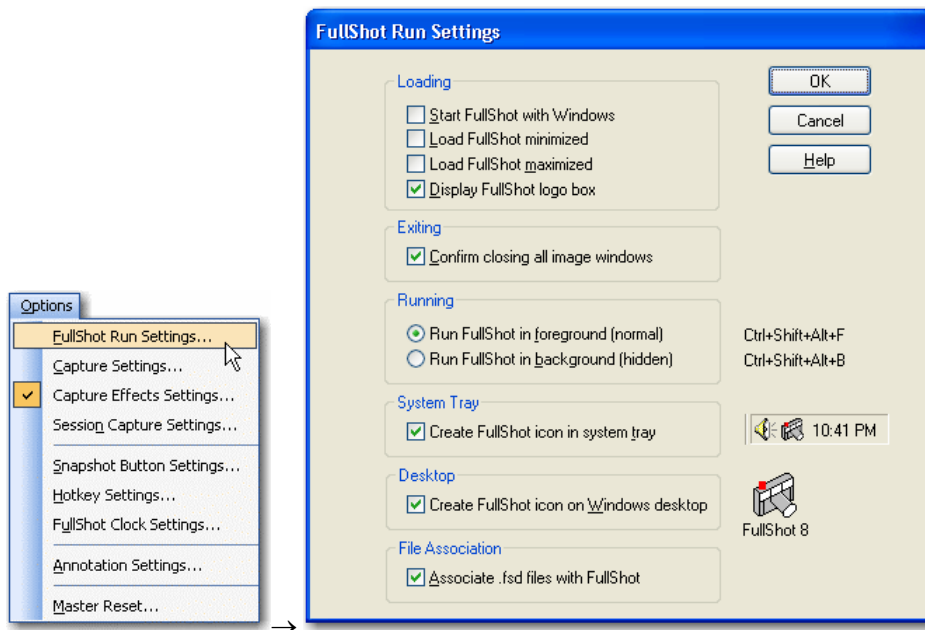 Options
FullShot Run Settings...
Capture Settings...
Capture Effects Settings...
Session Capture Settings...
Snapshot Button Settings...
Hotkey Settings...
FullShot Clock Settings...
Annotation Settings...
Master Reset...
→
FullShot Run Settings
Loading
Start FullShot with Windows
Load FullShot minimized
Load FullShot maximized
Display FullShot logo box
OK
Cancel
Help
Exiting
Confirm closing all image windows
Running
Run FullShot in foreground (normal) Ctrl+Shift+Alt+F
Run FullShot in background (hidden) Ctrl+Shift+Alt+B
System Tray
Create FullShot icon in system tray 10:41 PM
Desktop
Create FullShot icon on Windows desktop
FullShot 8
File Association
Associate .fsd files with FullShot